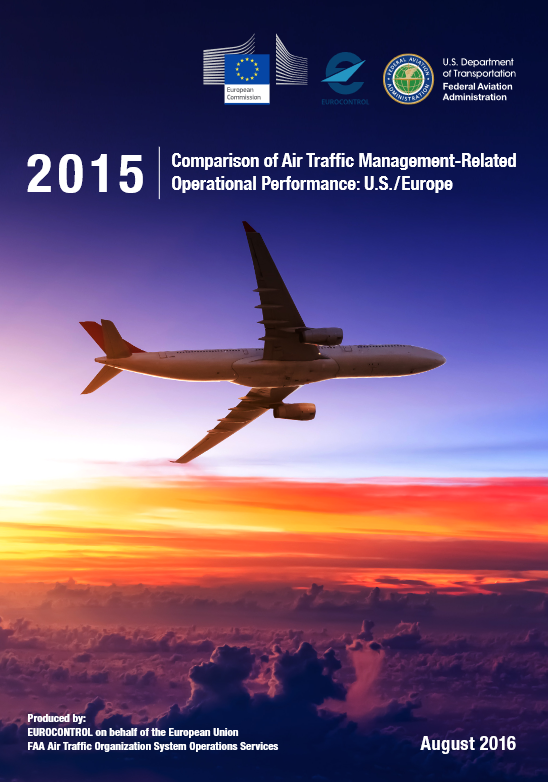 European
Commission
EUROCONTROL
FEDERAL AVIATION
ADMINISTRATION
U.S. Department
of Transportation
Federal Aviation
Administration
2015
Comparison of Air Traffic Management-Related
Operational Performance: U.S./Europe
Produced by:
EUROCONTROL on behalf of the European Union
FAA Air Traffic Organization System Operations Services
August 2016